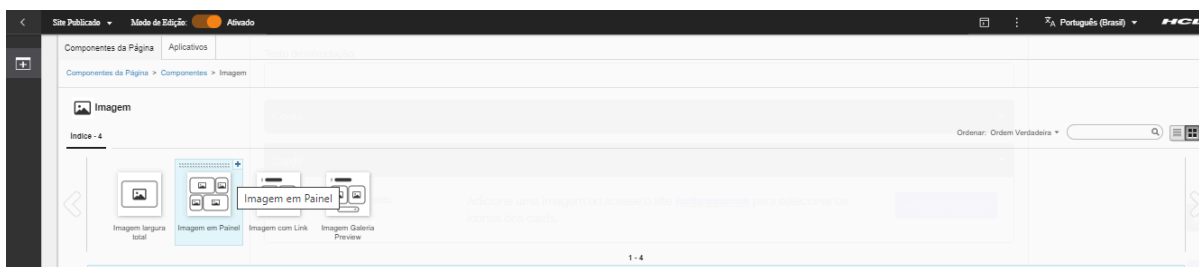 Site Publicado Modo de Edição: Ativado Português (Brasil) HCL
Componentes da Página Aplicativos
Componentes da Página > Componentes > Imagem
Imagem
Indice - 4
Ordenar: Ordem Verdadeira
Imagem em Painel
Imagem largura total
Imagem em Painel
Imagem com Link
Imagem Galeria Preview
1 - 4